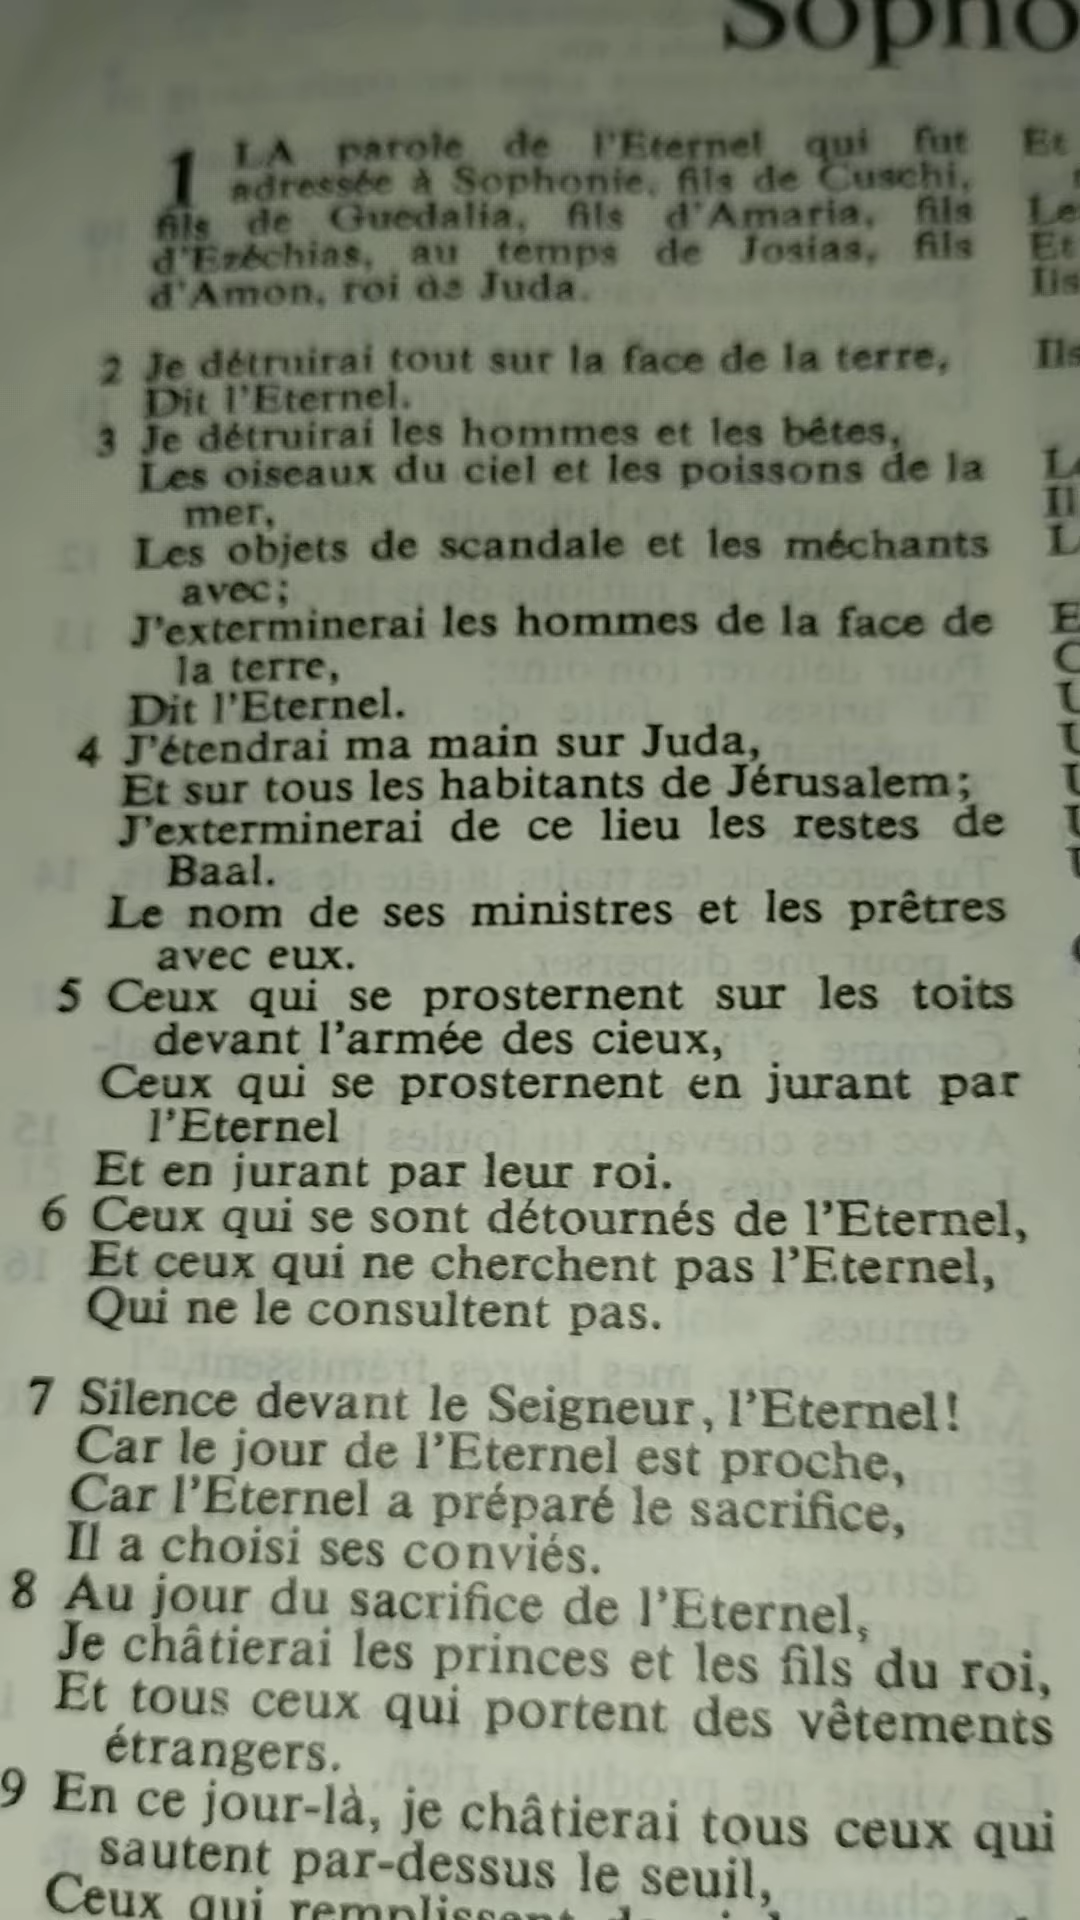 Sopho
1 LA parole de l'Eternel qui fut
adressée à Sophonie, fils de Cuschi,
fils de Guedalia, fils d'Amaria, fils
d'Ezéchias, au temps de Josias, fils
d'Amon, roi de Juda.
2 Je détruirai tout sur la face de la terre,
Dit l'Eternel.
3 Je détruirai les hommes et les bêtes,
Les oiseaux du ciel et les poissons de la
mer,
Les objets de scandale et les méchants
avec;
J'exterminerai les hommes de la face de
la terre,
Dit l'Eternel.
4 J'étendrai ma main sur Juda,
Et sur tous les habitants de Jérusalem;
J'exterminerai de ce lieu les restes de
Baal.
Le nom de ses ministres et les prêtres
avec eux.
5 Ceux qui se prosternent sur les toits
devant l'armée des cieux,
Ceux qui se prosternent en jurant par
l'Eternel
Et en jurant par leur roi.
6 Ceux qui se sont détournés de l'Eternel,
Et ceux qui ne cherchent pas l'Eternel,
Qui ne le consultent pas.
7 Silence devant le Seigneur, l'Eternel!
Car le jour de l'Eternel est proche,
Car l'Eternel a préparé le sacrifice,
Il a choisi ses conviés.
8 Au jour du sacrifice de l'Eternel,
Je châtierai les princes et les fils du roi,
Et tous ceux qui portent des vêtements
étrangers.
9 En ce jour-là, je châtierai tous ceux qui
sautent par-dessus le seuil,
Ceux qui remplissent
Et
Le
Et
Ils
Ils